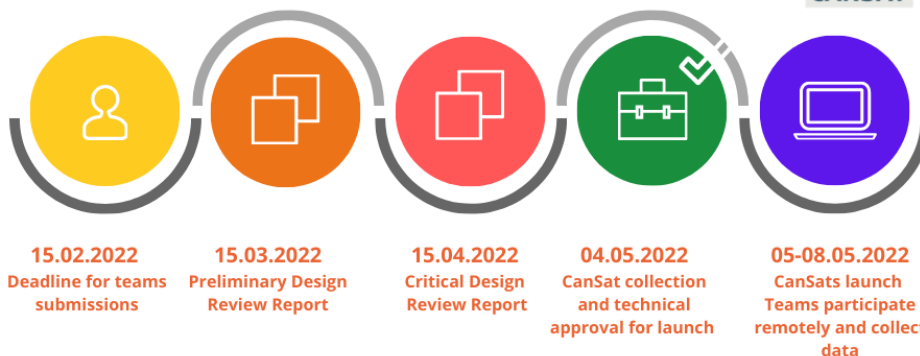 15.02.2022
Deadline for teams
submissions
15.03.2022
Preliminary Design
Review Report
15.04.2022
Critical Design
Review Report
04.05.2022
CanSat collection
and technical
approval for launch
05-08.05.2022
CanSats launch
Teams participate
remotely and collect
data